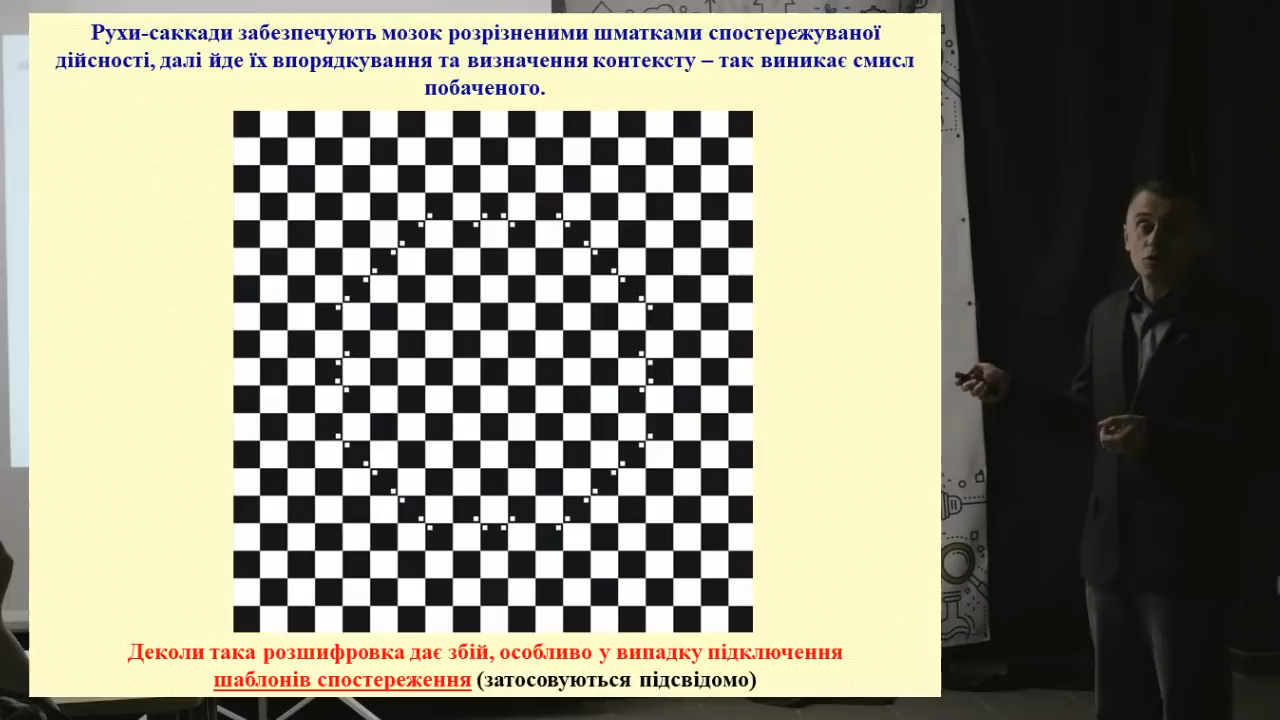 Рухи-саккади забезпечують мозок розрізненими шматками спостережуваної
дійсності, далі йде їх впорядкування та визначення контексту – так виникає смисл
побаченого.
Деколи така розшифровка дає збій, особливо у випадку підключення
шаблонів спостереження (затосовуються підсвідомо)